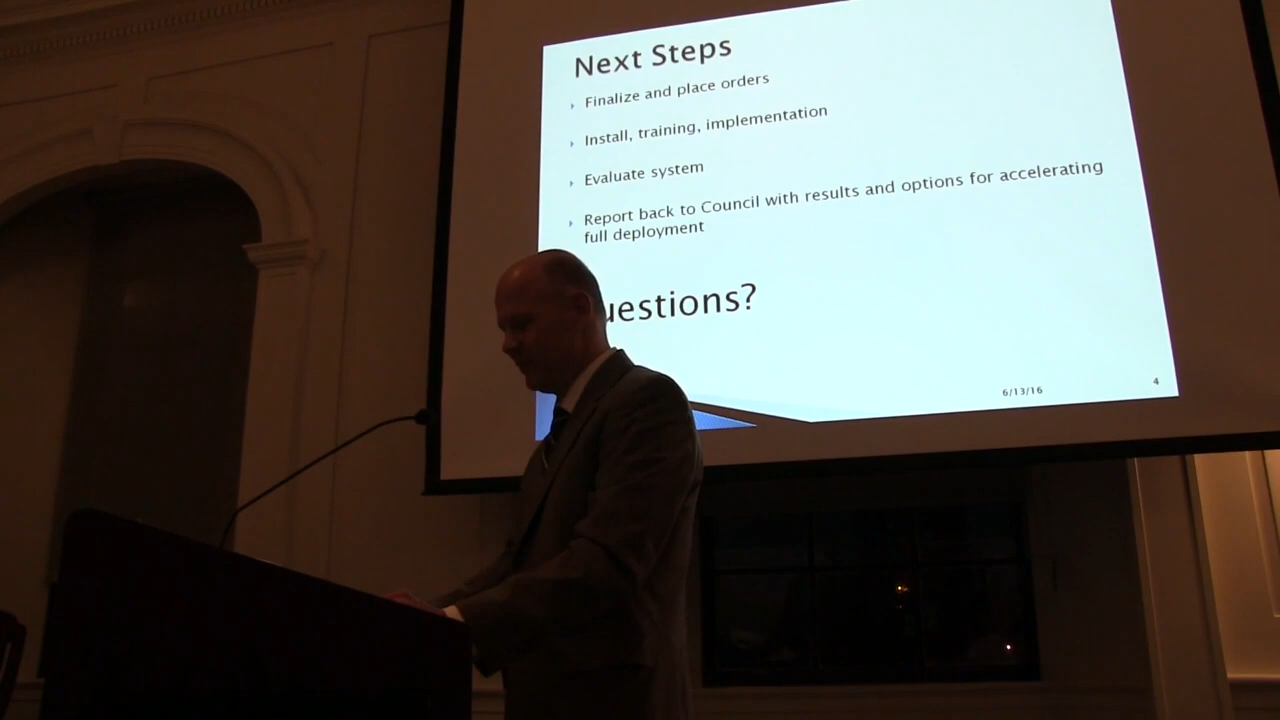 Next Steps
Finalize and place orders
Install, training, implementation
Evaluate system
Report back to Council with results and options for accelerating
full deployment
uestions?
6/13/16
4